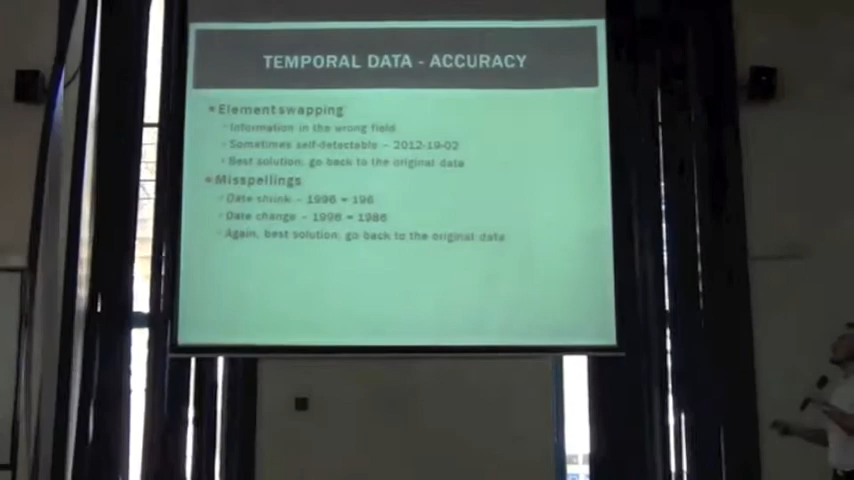 TEMPORAL DATA - ACCURACY
Element swapping
Information in the wrong field
Sometimes self-detectable - 2012-19-02
Best solution, go back to the original data
Misspellings
Date shrink - 1996 = 196
Date change - 1996 = 1986
Again, best solution, go back to the original data